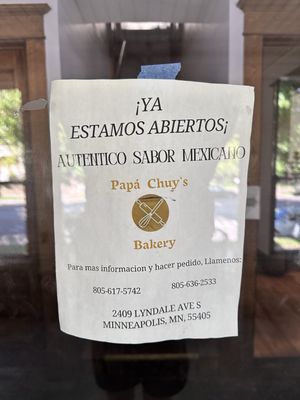 ¡YA
ESTAMOS ABIERTOS¡
AUTENTICO SABOR MEXICANO
Papá Chuy's
Bakery
Para mas informacion y hacer pedido, Llamenos:
805-617-5742 805-636-2533
2409 LYNDALE AVE S
MINNEAPOLIS, MN, 55405